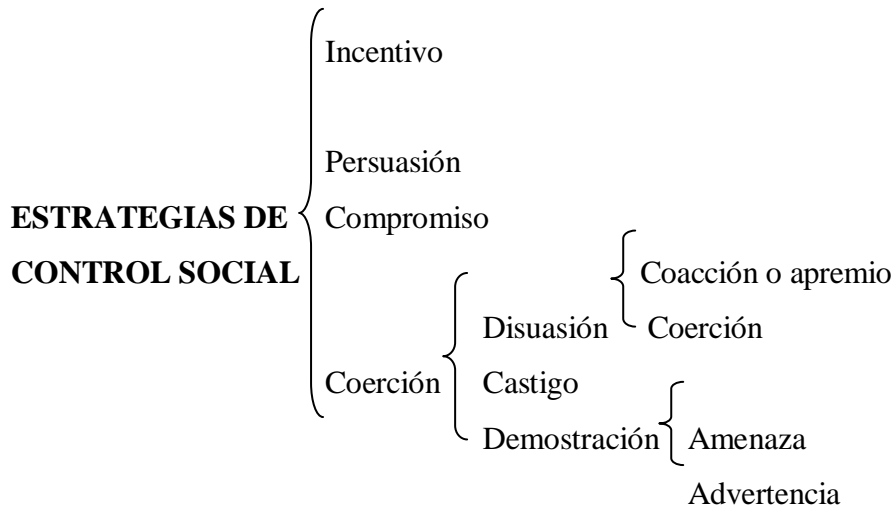 Incentivo
Persuasión
ESTRATEGIAS DE
CONTROL SOCIAL
Compromiso
Coerción
Disuasión
Coacción o apremio
Coerción
Castigo
Demostración
Amenaza
Advertencia